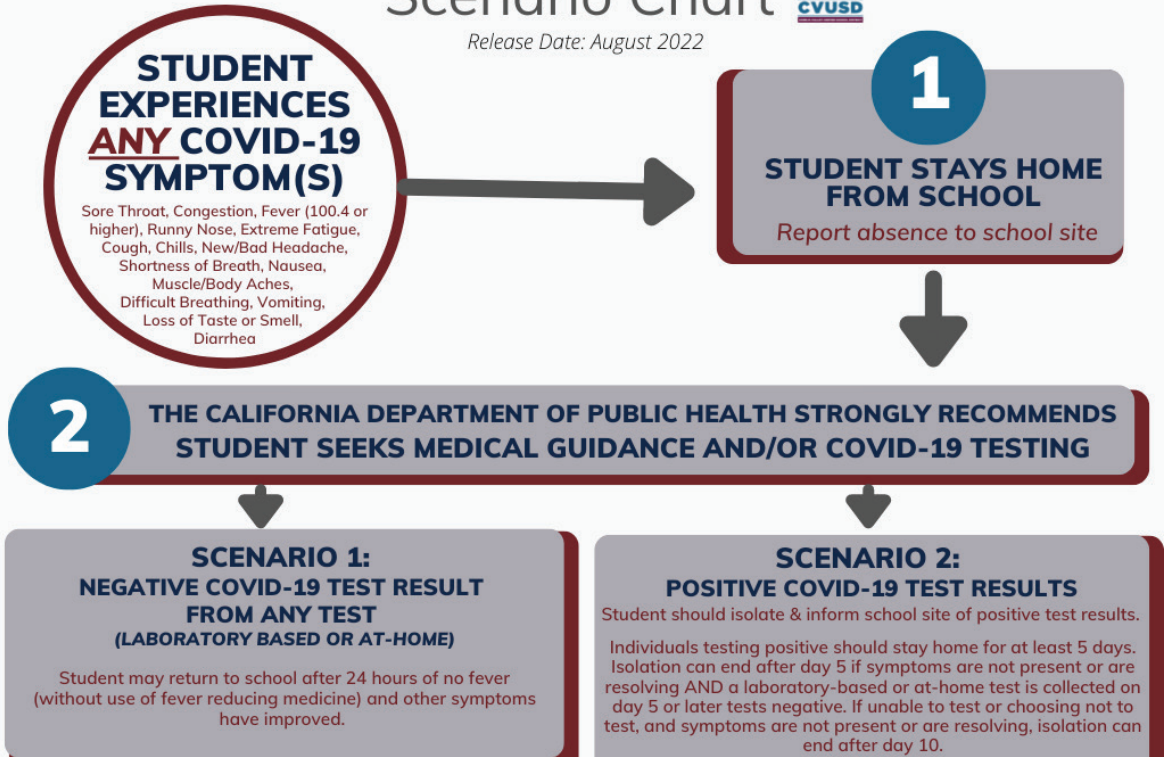 Scenario Chart
CVUSD
Release Date: August 2022
STUDENT
EXPERIENCES
ANY COVID-19
SYMPTOM(S)
Sore Throat, Congestion, Fever (100.4 or
higher), Runny Nose, Extreme Fatigue,
Cough, Chills, New/Bad Headache,
Shortness of Breath, Nausea,
Muscle/Body Aches,
Difficult Breathing, Vomiting,
Loss of Taste or Smell,
Diarrhea
1
STUDENT STAYS HOME
FROM SCHOOL
Report absence to school site
2
THE CALIFORNIA DEPARTMENT OF PUBLIC HEALTH STRONGLY RECOMMENDS
STUDENT SEEKS MEDICAL GUIDANCE AND/OR COVID-19 TESTING
SCENARIO 1:
NEGATIVE COVID-19 TEST RESULT
FROM ANY TEST
(LABORATORY BASED OR AT-HOME)
Student may return to school after 24 hours of no fever
(without use of fever reducing medicine) and other symptoms
have improved.
SCENARIO 2:
POSITIVE COVID-19 TEST RESULTS
Student should isolate & inform school site of positive test results.
Individuals testing positive should stay home for at least 5 days.
Isolation can end after day 5 if symptoms are not present or are
resolving AND a laboratory-based or at-home test is collected on
day 5 or later tests negative. If unable to test or choosing not to
test, and symptoms are not present or are resolving, isolation can
end after day 10.